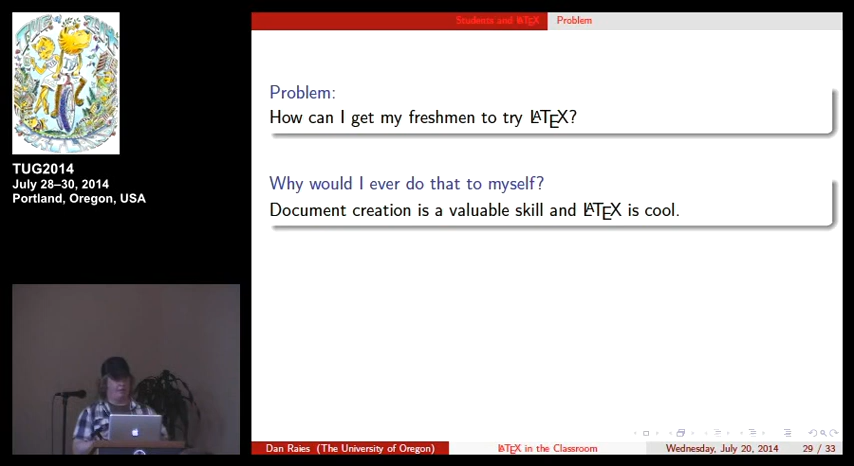 TUG2014
July 28–30, 2014
Portland, Oregon, USA
Students and LaTeX
Problem
Problem:
How can I get my freshmen to try LaTeX?
Why would I ever do that to myself?
Document creation is a valuable skill and LaTeX is cool.
Dan Raies (The University of Oregon)
LaTeX in the Classroom
Wednesday, July 20, 2014
29 / 33